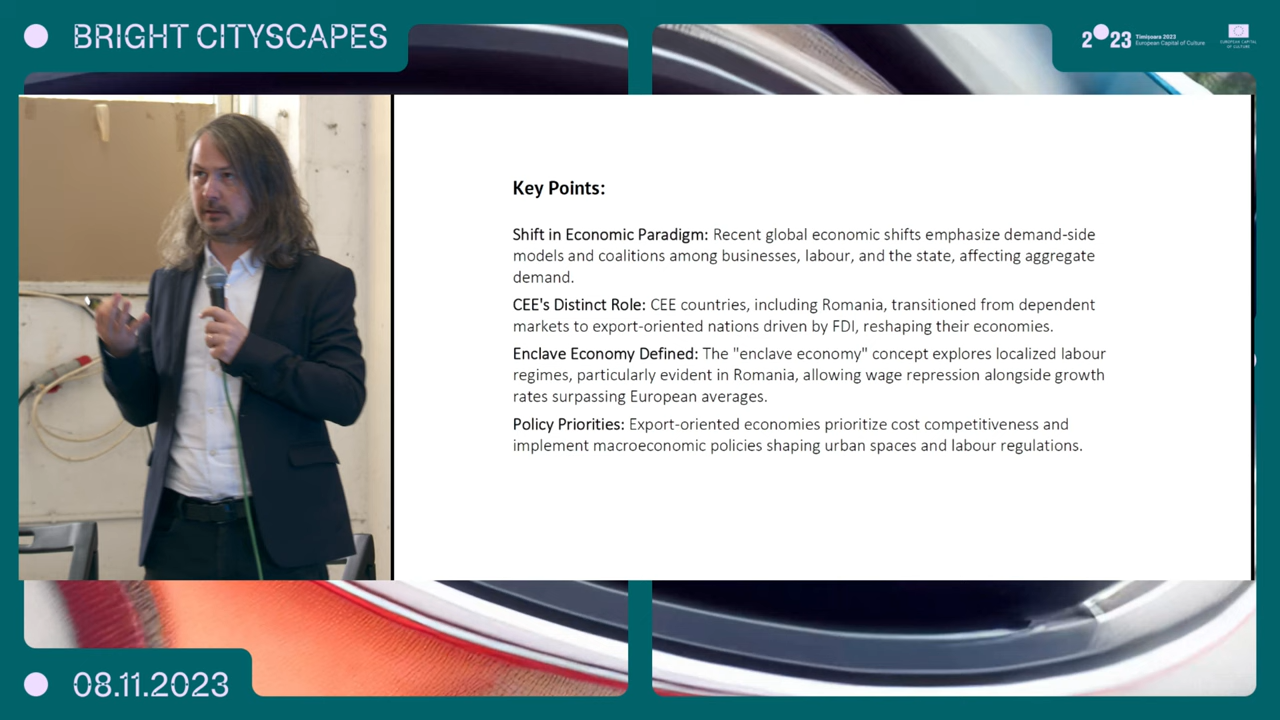 BRIGHT CITYSCAPES
2023
Timișoara 2023
European Capital of Culture
EUROPEAN CAPITAL
OF CULTURE
Key Points:
Shift in Economic Paradigm: Recent global economic shifts emphasize demand-side
models and coalitions among businesses, labour, and the state, affecting aggregate
demand.
CEE's Distinct Role: CEE countries, including Romania, transitioned from dependent
markets to export-oriented nations driven by FDI, reshaping their economies.
Enclave Economy Defined: The "enclave economy" concept explores localized labour
regimes, particularly evident in Romania, allowing wage repression alongside growth
rates surpassing European averages.
Policy Priorities: Export-oriented economies prioritize cost competitiveness and
implement macroeconomic policies shaping urban spaces and labour regulations.
08.11.2023